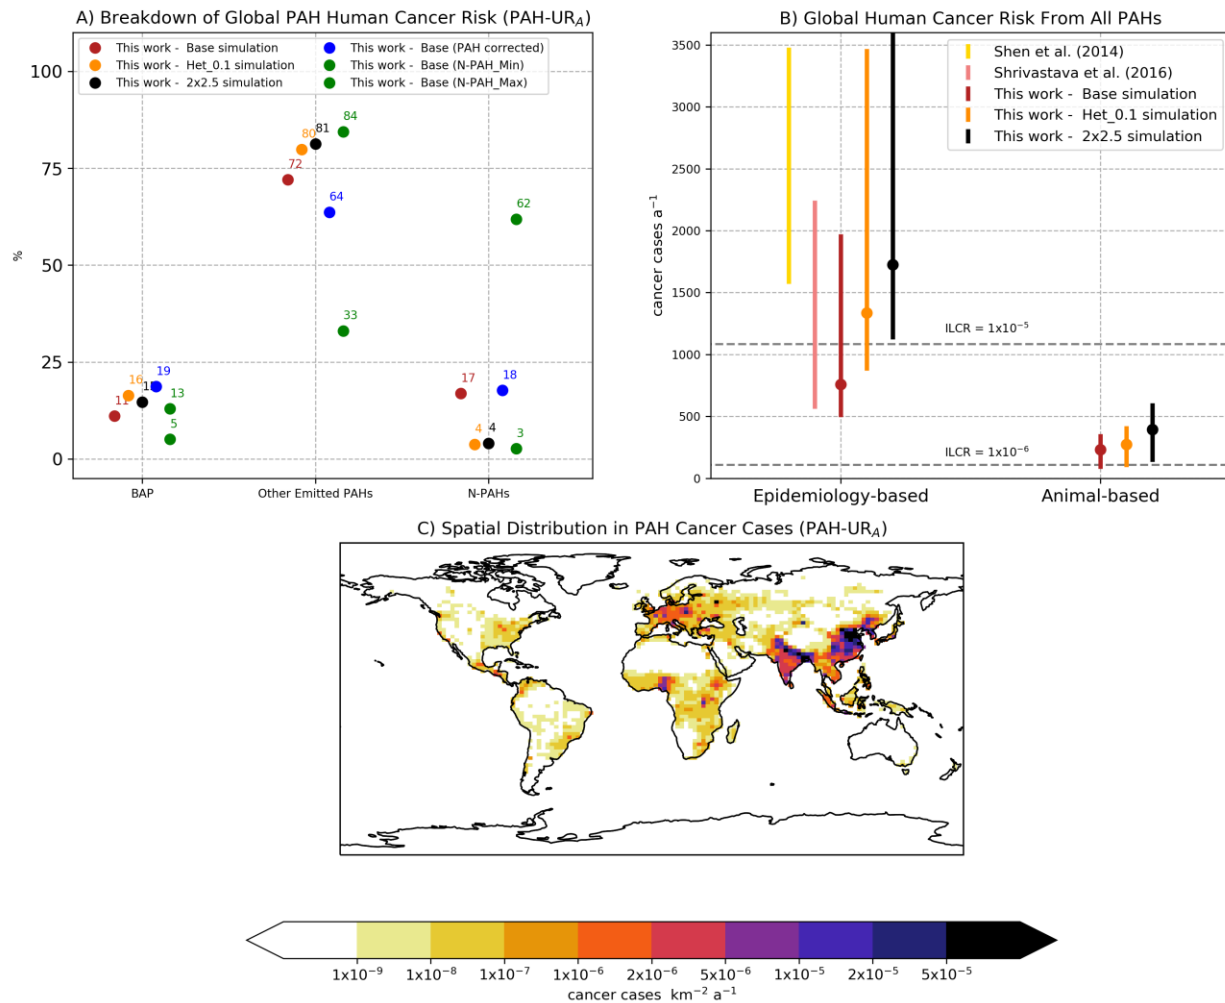 A) Breakdown of Global PAH Human Cancer Risk (PAH-UR_A)
This work - Base simulation
This work - Het_0.1 simulation
This work - 2x2.5 simulation
This work - Base (PAH corrected)
This work - Base (N-PAH_Min)
This work - Base (N-PAH_Max)
100
75
50
25
0
%
11
16
19
13
5
72
80
81
64
84
33
17
4
4
18
62
3
BAP
Other Emitted PAHs
N-PAHs
B) Global Human Cancer Risk From All PAHs
Shen et al. (2014)
Shrivastava et al. (2016)
This work - Base simulation
This work - Het_0.1 simulation
This work - 2x2.5 simulation
3500
3000
2500
2000
1500
1000
500
0
cancer cases a⁻¹
ILCR = 1x10⁻⁵
ILCR = 1x10⁻⁶
Epidemiology-based
Animal-based
C) Spatial Distribution in PAH Cancer Cases (PAH-UR_A)
1x10⁻⁹ 1x10⁻⁸ 1x10⁻⁷ 1x10⁻⁶ 2x10⁻⁶ 5x10⁻⁶ 1x10⁻⁵ 2x10⁻⁵ 5x10⁻⁵
cancer cases km⁻² a⁻¹